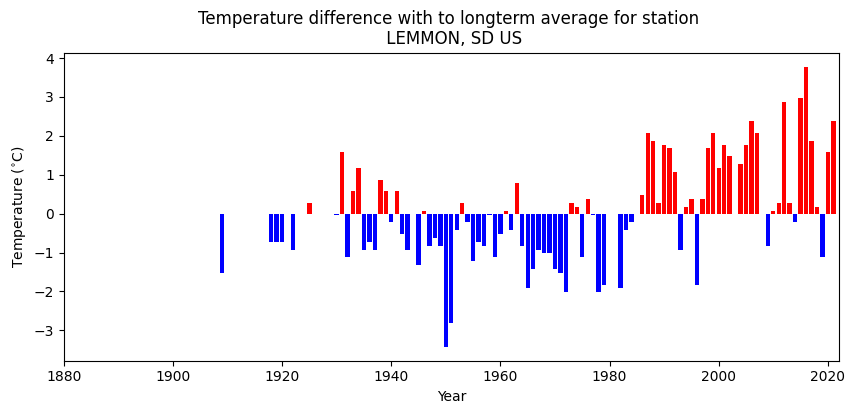 Temperature difference with to longterm average for station
LEMMON, SD US
4
3
2
1
0
−1
−2
−3
Temperature (°C)
1880 1900 1920 1940 1960 1980 2000 2020
Year